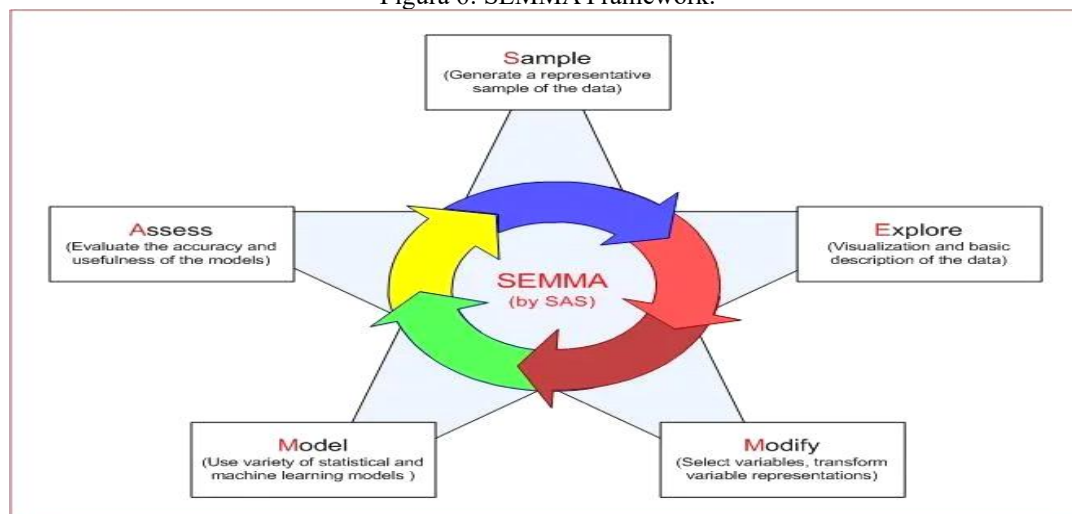 Figura 6. SEMMA Framework.
Sample
(Generate a representative
sample of the data)
Assess
(Evaluate the accuracy and
usefulness of the models)
Explore
(Visualization and basic
description of the data)
SEMMA
(by SAS)
Model
(Use variety of statistical and
machine learning models )
Modify
(Select variables, transform
variable representations)